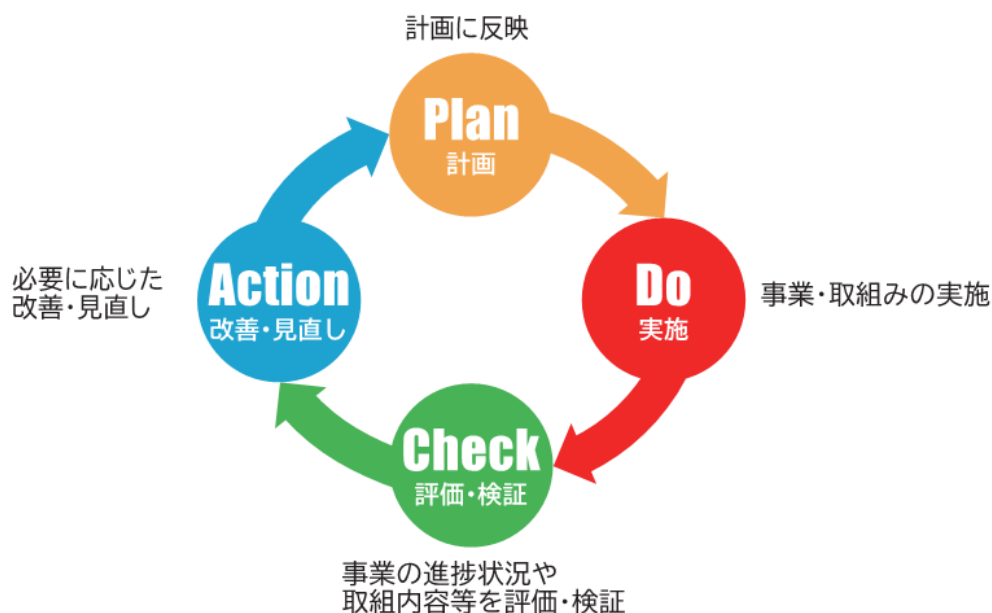 計画に反映
Plan
計画
Do
実施
事業・取組みの実施
Check
評価・検証
事業の進捗状況や
取組内容等を評価・検証
Action
改善・見直し
必要に応じた
改善・見直し